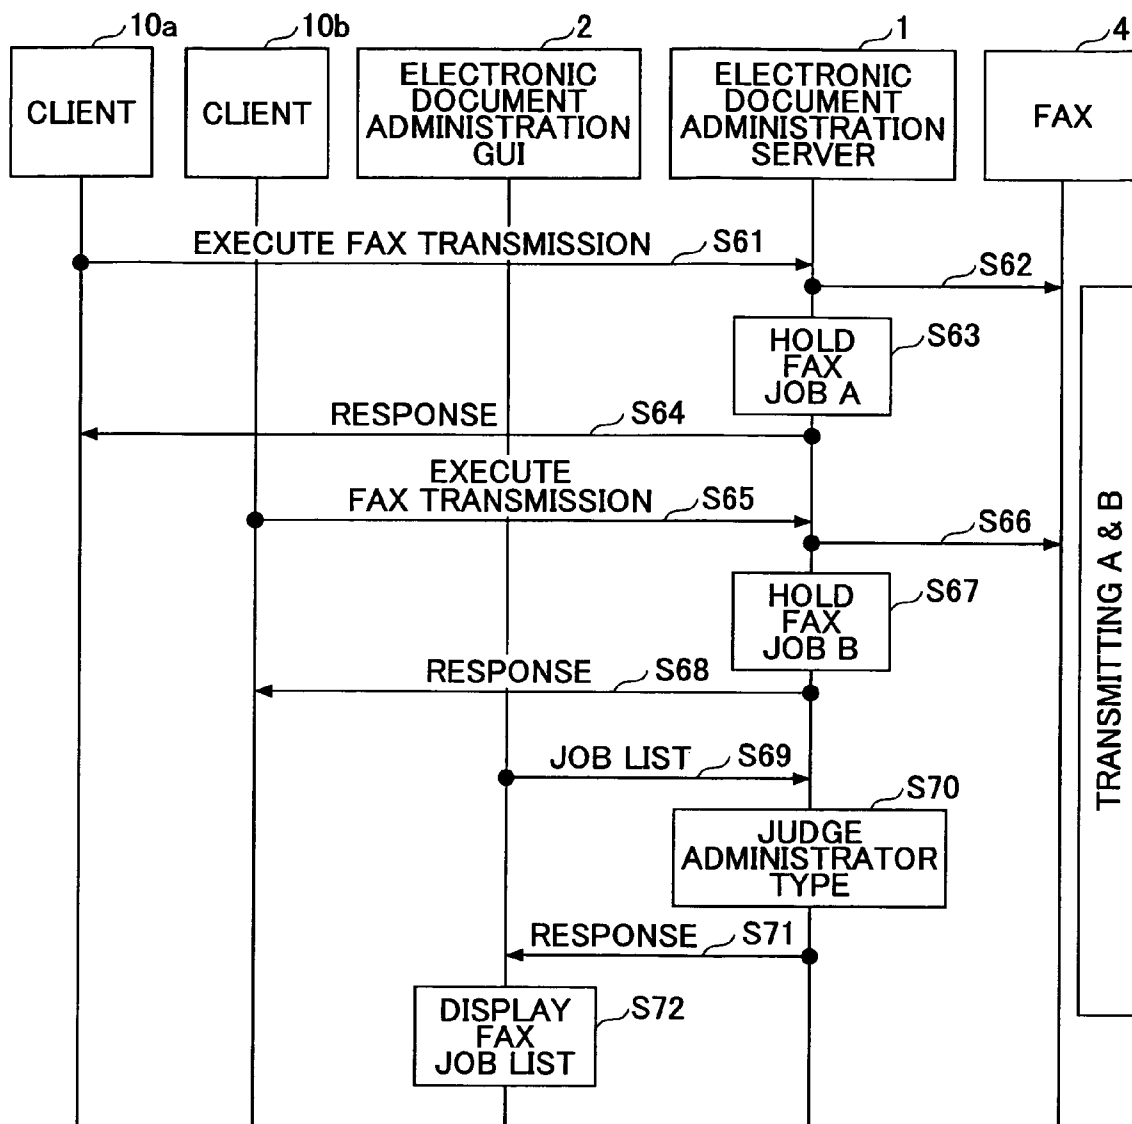 10a
10b
2
1
4
CLIENT
CLIENT
ELECTRONIC
DOCUMENT
ADMINISTRATION
GUI
ELECTRONIC
DOCUMENT
ADMINISTRATION
SERVER
FAX
EXECUTE FAX TRANSMISSION
S61
S62
HOLD
FAX
JOB A
S63
RESPONSE
S64
EXECUTE
FAX TRANSMISSION
S65
S66
HOLD
FAX
JOB B
S67
RESPONSE
S68
JOB LIST
S69
S70
JUDGE
ADMINISTRATOR
TYPE
RESPONSE
S71
DISPLAY
FAX
JOB LIST
S72
TRANSMITTING A & B